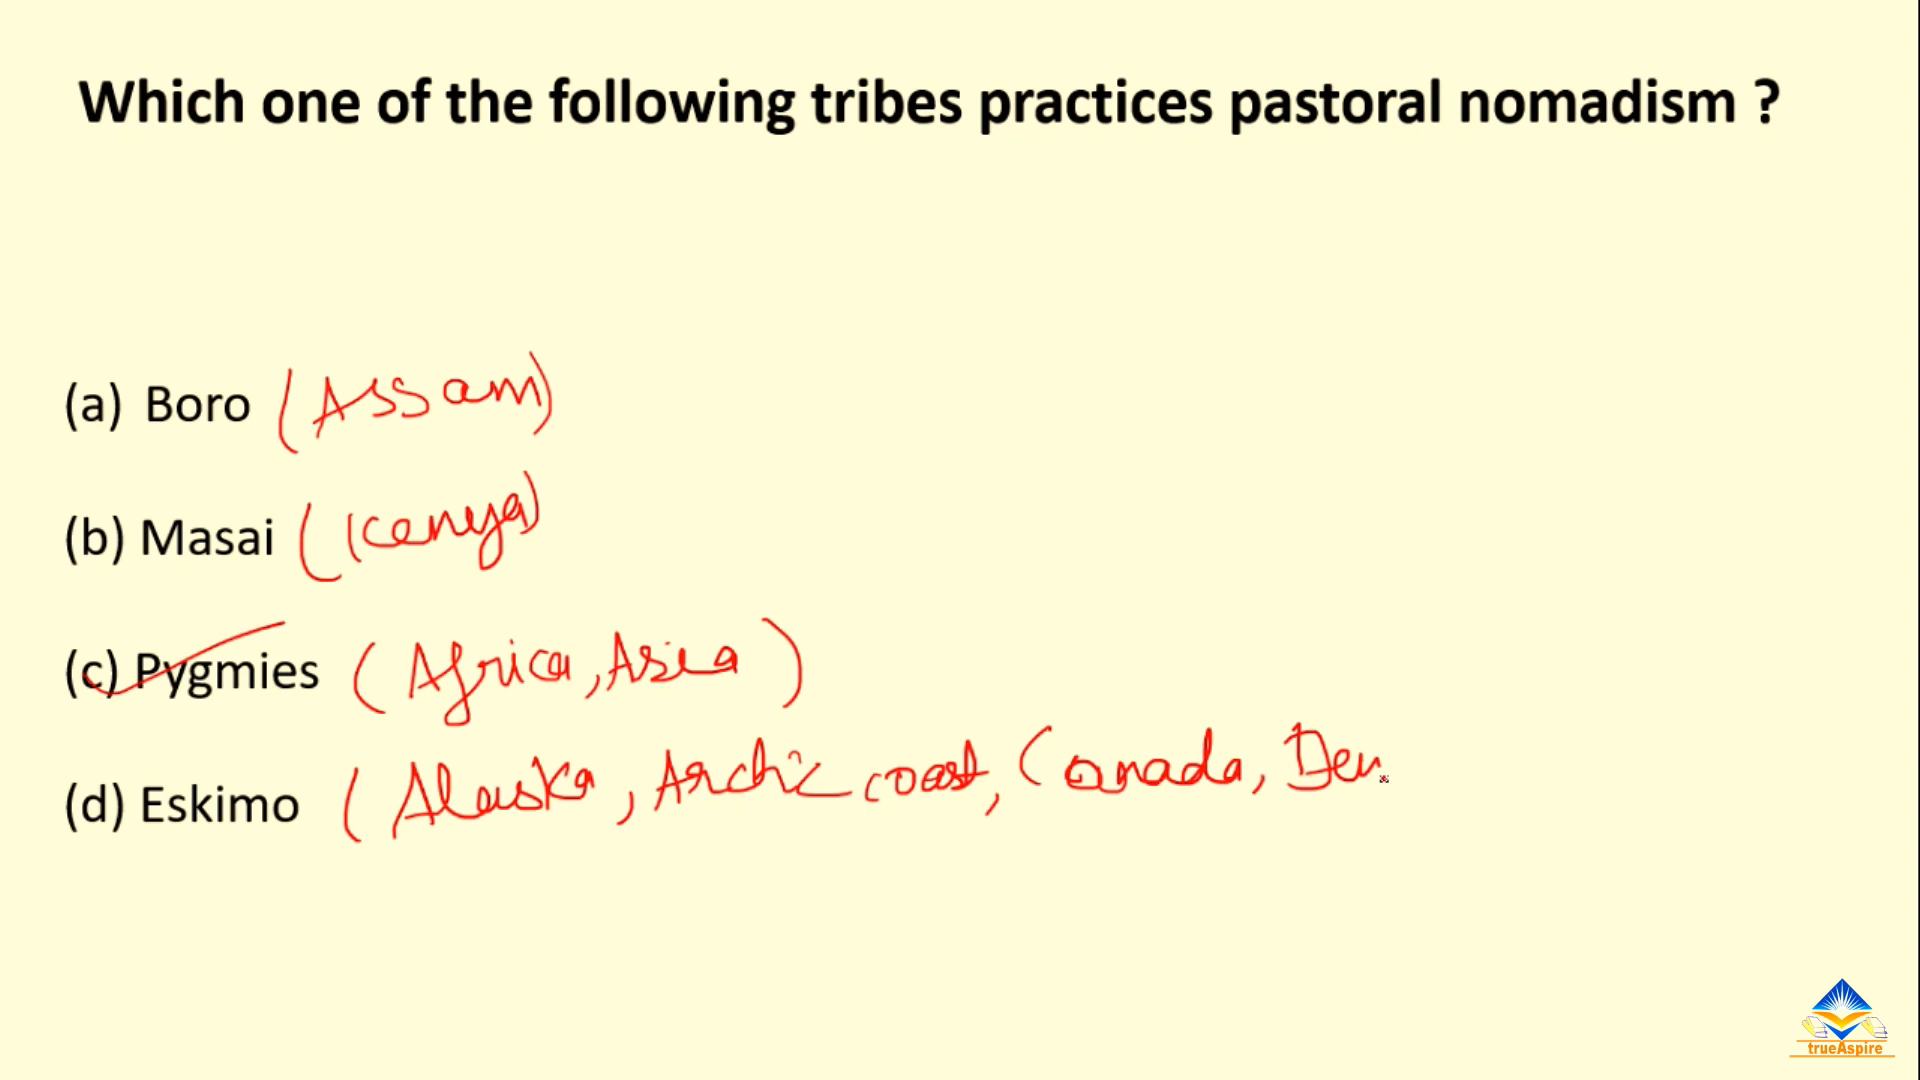 Which one of the following tribes practices pastoral nomadism ?
(a) Boro (Assam)
(b) Masai (Kenya)
(c) Pygmies (Africa, Asia)
(d) Eskimo (Alaska, Arctic coast, Canada, Den
trueAspire